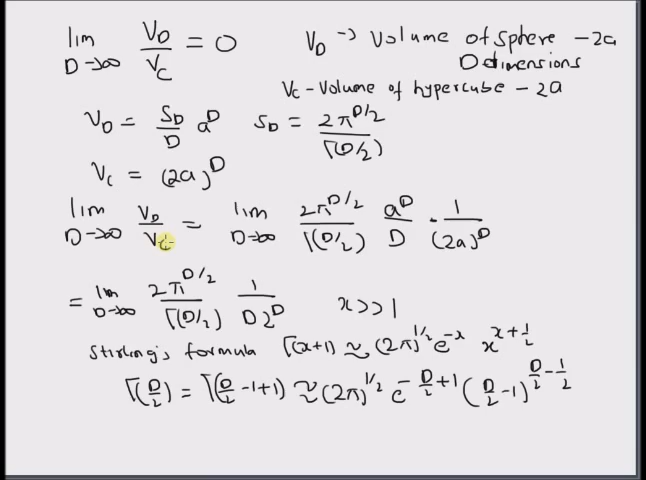 lim D→∞ V_D/V_C = 0 V_D → Volume of sphere - 2a
D dimensions
V_C - Volume of hypercube - 2a
V_D = S_D/D a^D S_D = 2π^{D/2}/Γ(D/2)
V_C = (2a)^D
lim D→∞ V_D/V_C = lim D→∞ 2π^{D/2}/Γ(D/2) a^D/D · 1/(2a)^D
= lim D→∞ 2π^{D/2}/Γ(D/2) 1/D2^D x>>1
Stirling's formula Γ(x+1) ≈ (2π)^{1/2} e^{-x} x^{x+1/2}
Γ(D/2) = Γ(D/2 -1+1) ≈ (2π)^{1/2} e^{-D/2+1} (D/2 -1)^{D/2 - 1/2}